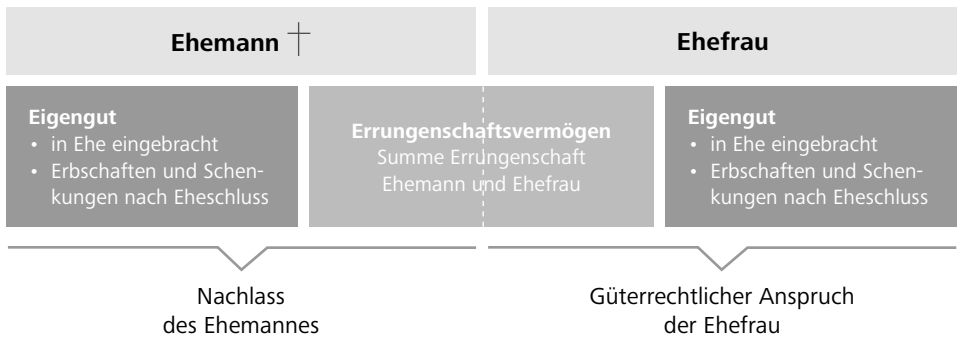 Ehemann †
Ehefrau
Eigengut
• in Ehe eingebracht
• Erbschaften und Schen-
kungen nach Eheschluss
Errungenschaftsvermögen
Summe Errungenschaft
Ehemann und Ehefrau
Eigengut
• in Ehe eingebracht
• Erbschaften und Schen-
kungen nach Eheschluss
Nachlass
des Ehemannes
Güterrechtlicher Anspruch
der Ehefrau